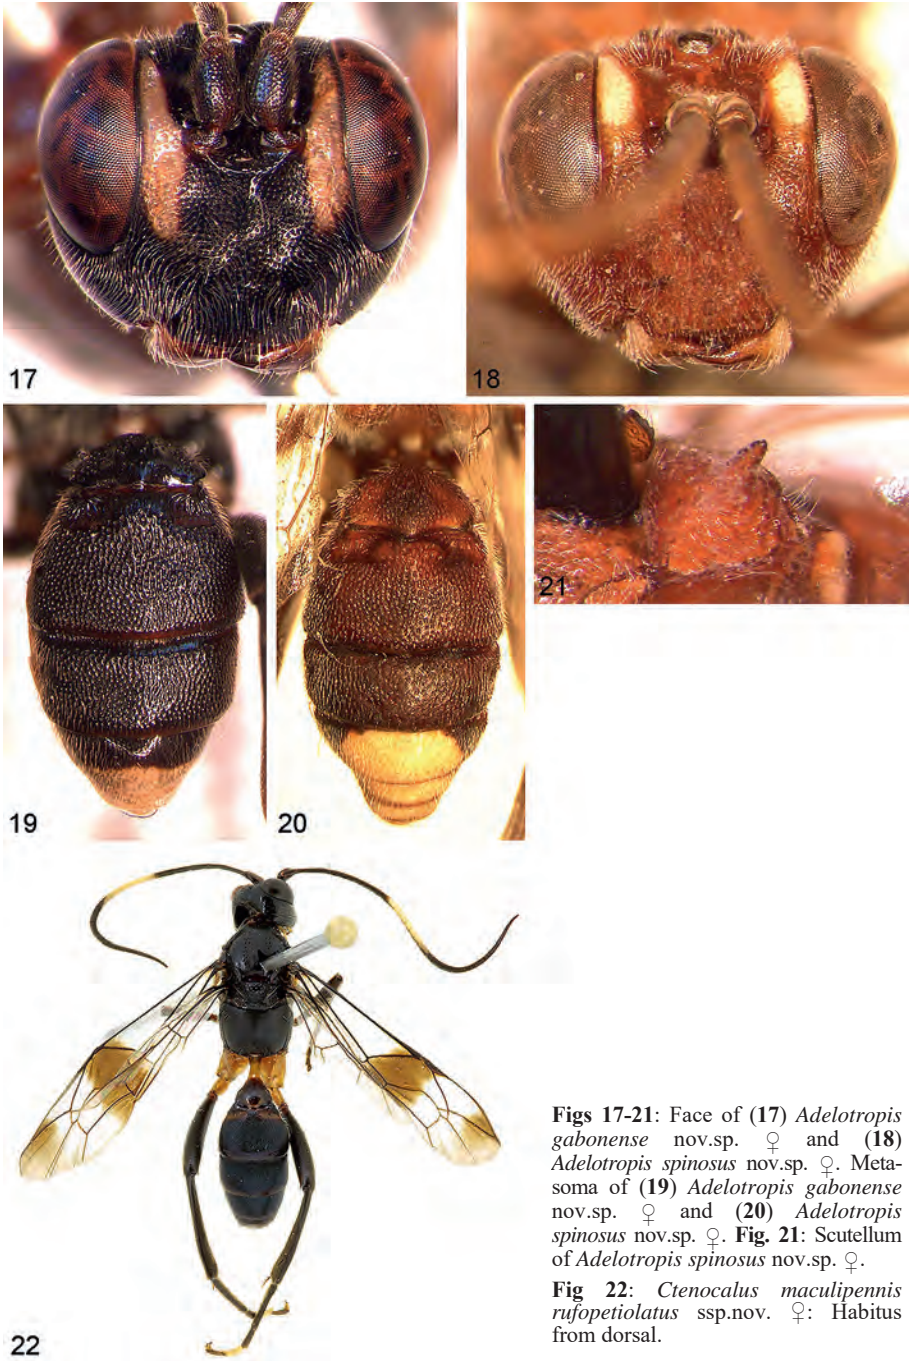 17
18
19
20
21
22
Figs 17-21: Face of (17) Adelotropis
gabonense nov.sp. ♀ and (18)
Adelotropis spinosus nov.sp. ♀. Meta-
soma of (19) Adelotropis gabonense
nov.sp. ♀ and (20) Adelotropis
spinosus nov.sp. ♀. Fig. 21: Scutellum
of Adelotropis spinosus nov.sp. ♀.
Fig 22: Ctenocalus maculipennis
rufopetiolatus ssp.nov. ♀: Habitus
from dorsal.